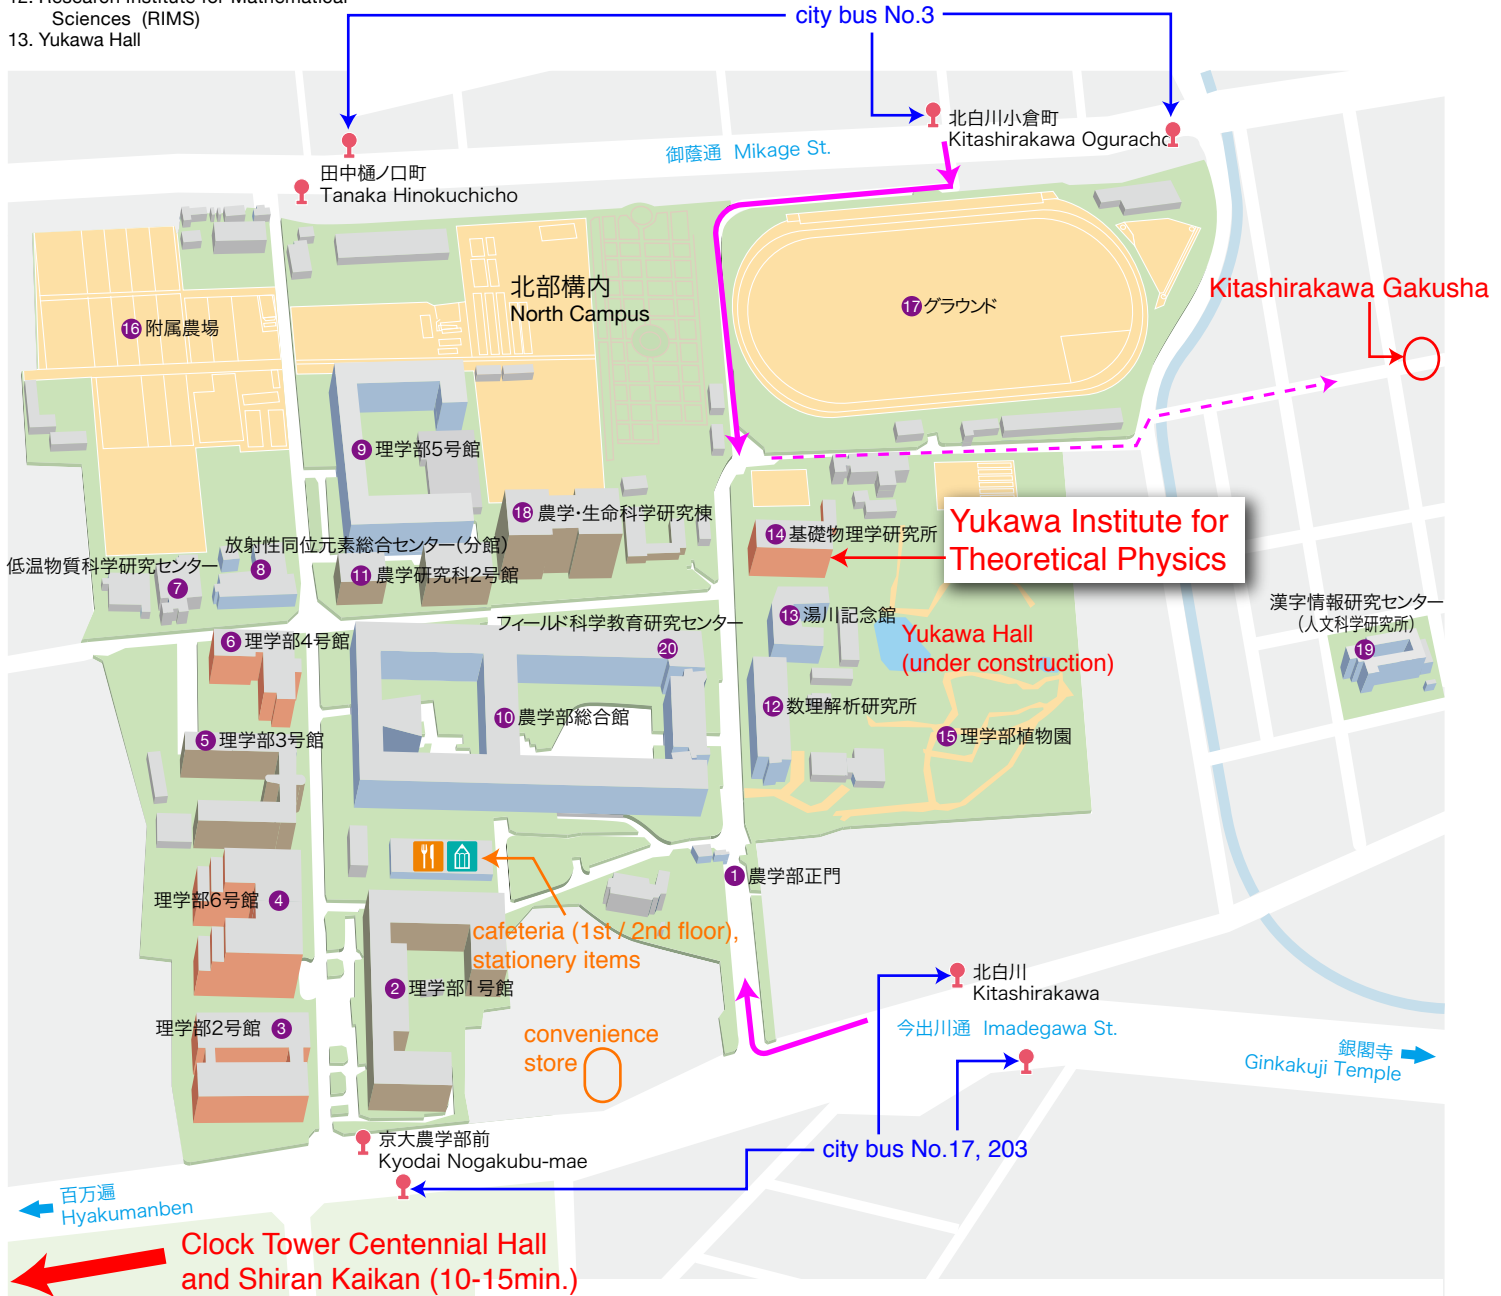 Sciences (RIMS)
13. Yukawa Hall
city bus No.3
北白川小倉町
Kitashirakawa Oguracho
御蔭通 Mikage St.
田中樋ノ口町
Tanaka Hinokuchicho
北部構内
North Campus
Kitashirakawa Gakusha
17 グラウンド
16 附属農場
9 理学部5号館
18 農学・生命科学研究棟
Yukawa Institute for
Theoretical Physics
14 基礎物理学研究所
放射性同位元素総合センター(分館)
8
低温物質科学研究センター
7
11 農学研究科2号館
漢字情報研究センター
(人文科学研究所)
19
13 湯川記念館
フィールド科学教育研究センター
20
Yukawa Hall
(under construction)
6 理学部4号館
12 数理解析研究所
10 農学部総合館
15 理学部植物園
5 理学部3号館
1 農学部正門
理学部6号館 4
cafeteria (1st / 2nd floor),
stationery items
北白川
Kitashirakawa
2 理学部1号館
理学部2号館 3
今出川通 Imadegawa St.
convenience
store
銀閣寺
Ginkakuji Temple
京大農学部前
Kyodai Nogakubu-mae
city bus No.17, 203
百万遍
Hyakumanben
Clock Tower Centennial Hall
and Shiran Kaikan (10-15min.)